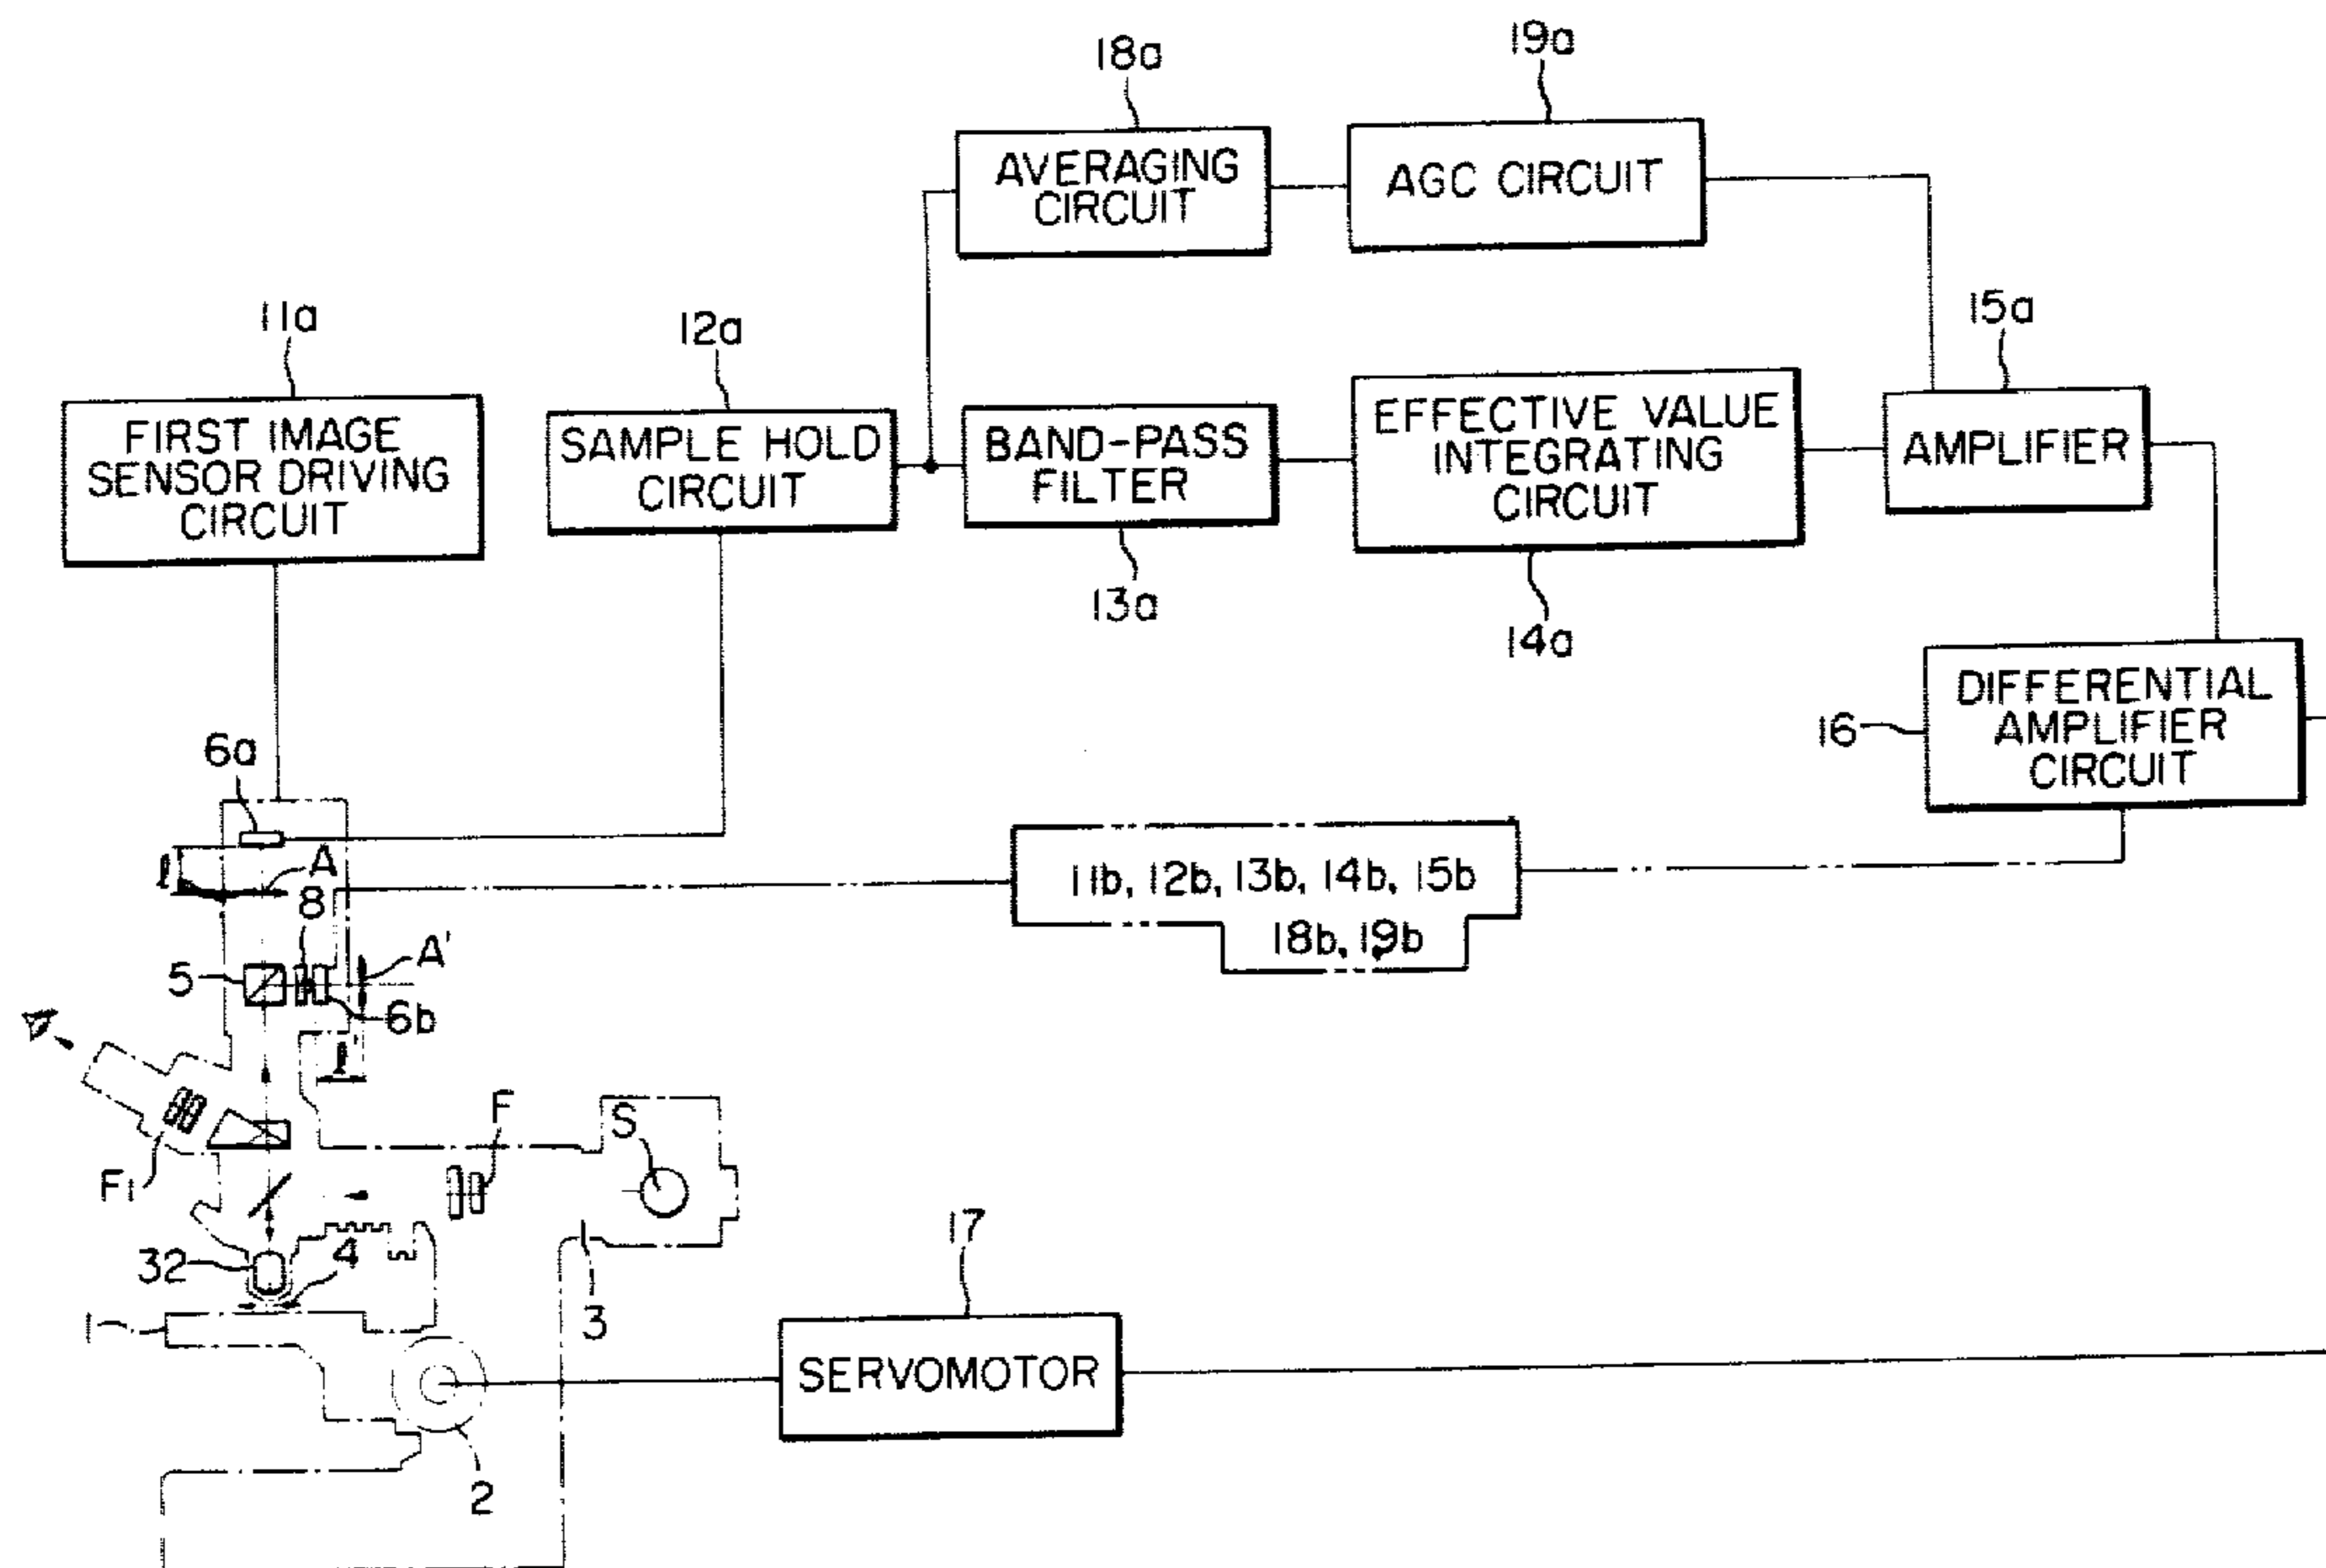 18a
19a
AVERAGING
CIRCUIT
AGC CIRCUIT
11a
12a
15a
FIRST IMAGE
SENSOR DRIVING
CIRCUIT
SAMPLE HOLD
CIRCUIT
BAND-PASS
FILTER
EFFECTIVE VALUE
INTEGRATING
CIRCUIT
AMPLIFIER
13a
14a
DIFFERENTIAL
AMPLIFIER
CIRCUIT
16
6a
l
A
8
11b, 12b, 13b, 14b, 15b
18b, 19b
A'
5
6b
l'
F
S
F1
32
4
17
1
3
SERVOMOTOR
2